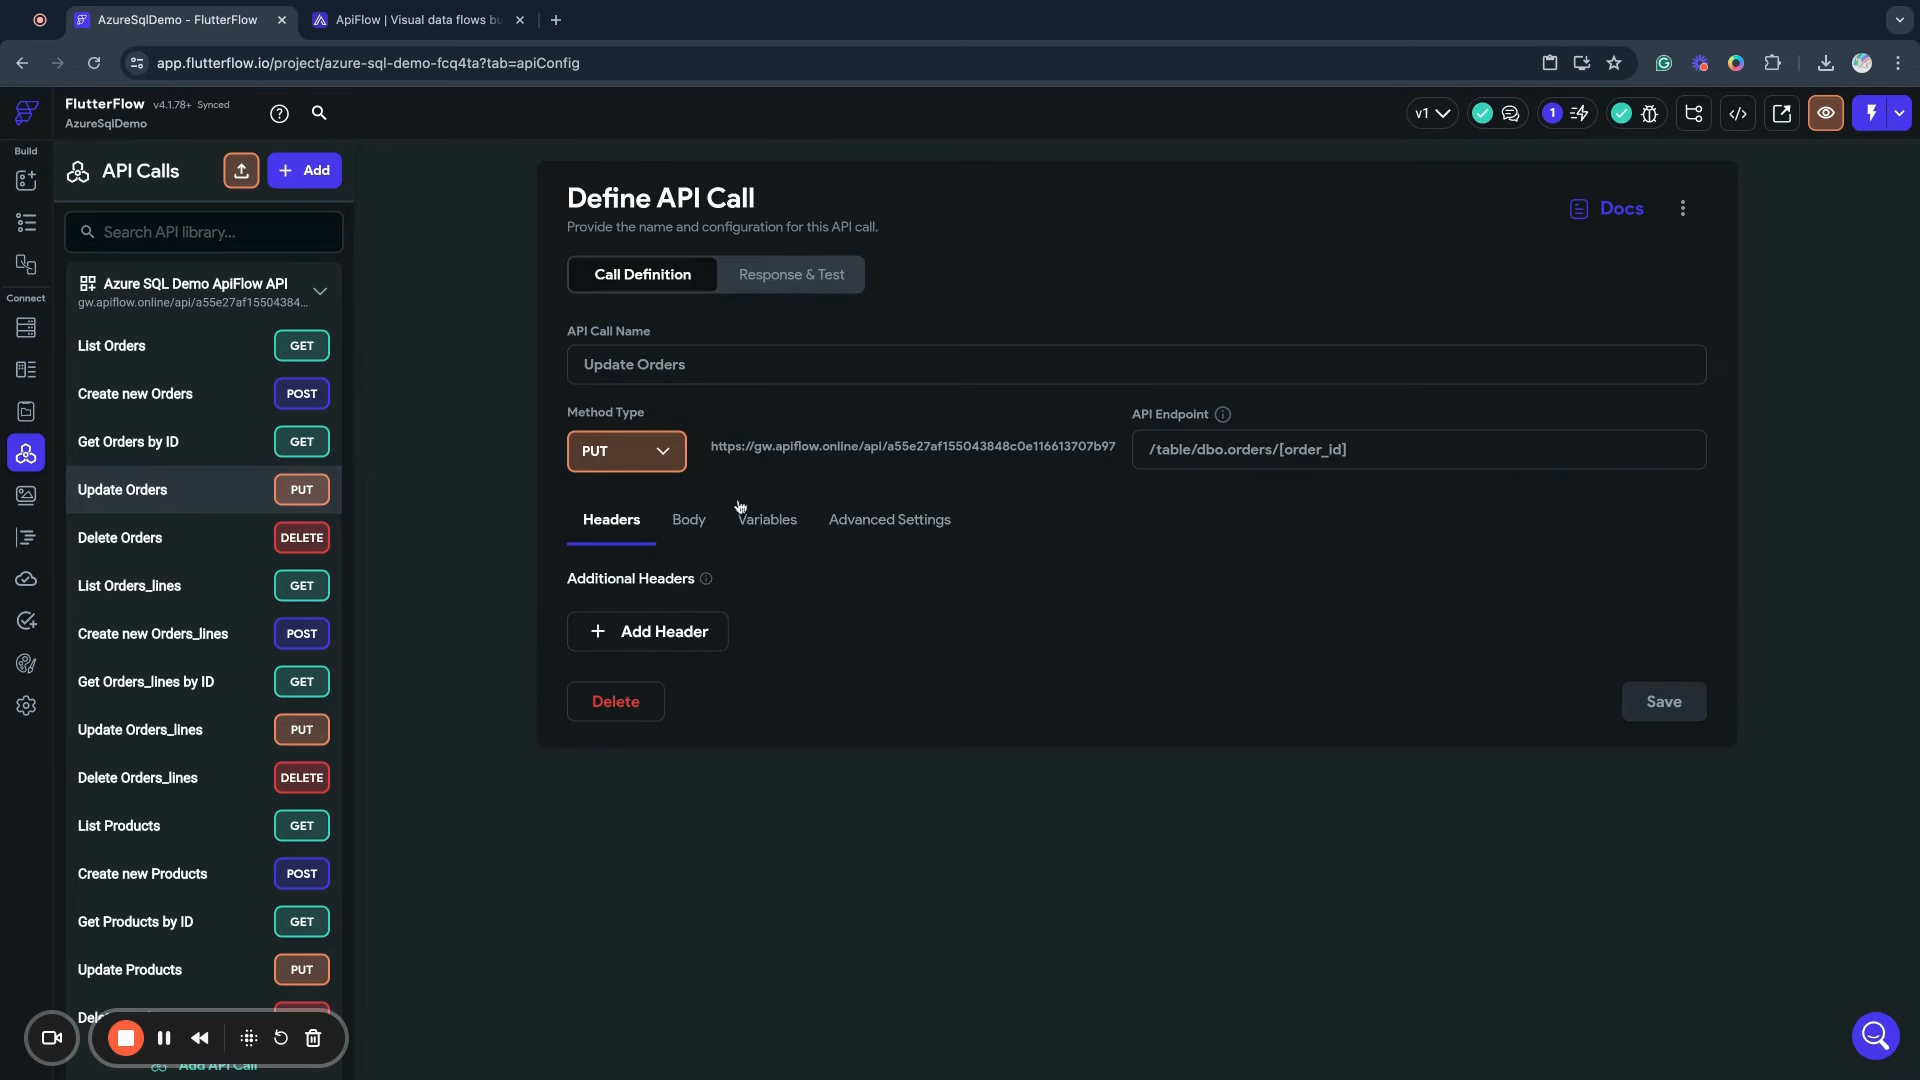 AzureSqlDemo - FlutterFlow
ApiFlow | Visual data flows bu
app.flutterflow.io/project/azure-sql-demo-fcq4ta?tab=apiConfig
FlutterFlow v4.1.78+ Synced
AzureSqlDemo
v1
1
Build
Connect
API Calls
Add
Search API library...
Azure SQL Demo ApiFlow API
gw.apiflow.online/api/a55e27af15504384...
List Orders GET
Create new Orders POST
Get Orders by ID GET
Update Orders PUT
Delete Orders DELETE
List Orders_lines GET
Create new Orders_lines POST
Get Orders_lines by ID GET
Update Orders_lines PUT
Delete Orders_lines DELETE
List Products GET
Create new Products POST
Get Products by ID GET
Update Products PUT
Add API Call
Define API Call
Provide the name and configuration for this API call.
Docs
Call Definition
Response & Test
API Call Name
Update Orders
Method Type
API Endpoint
PUT
https://gw.apiflow.online/api/a55e27af155043848c0e116613707b97
/table/dbo.orders/[order_id]
Headers
Body
Variables
Advanced Settings
Additional Headers
Add Header
Delete
Save